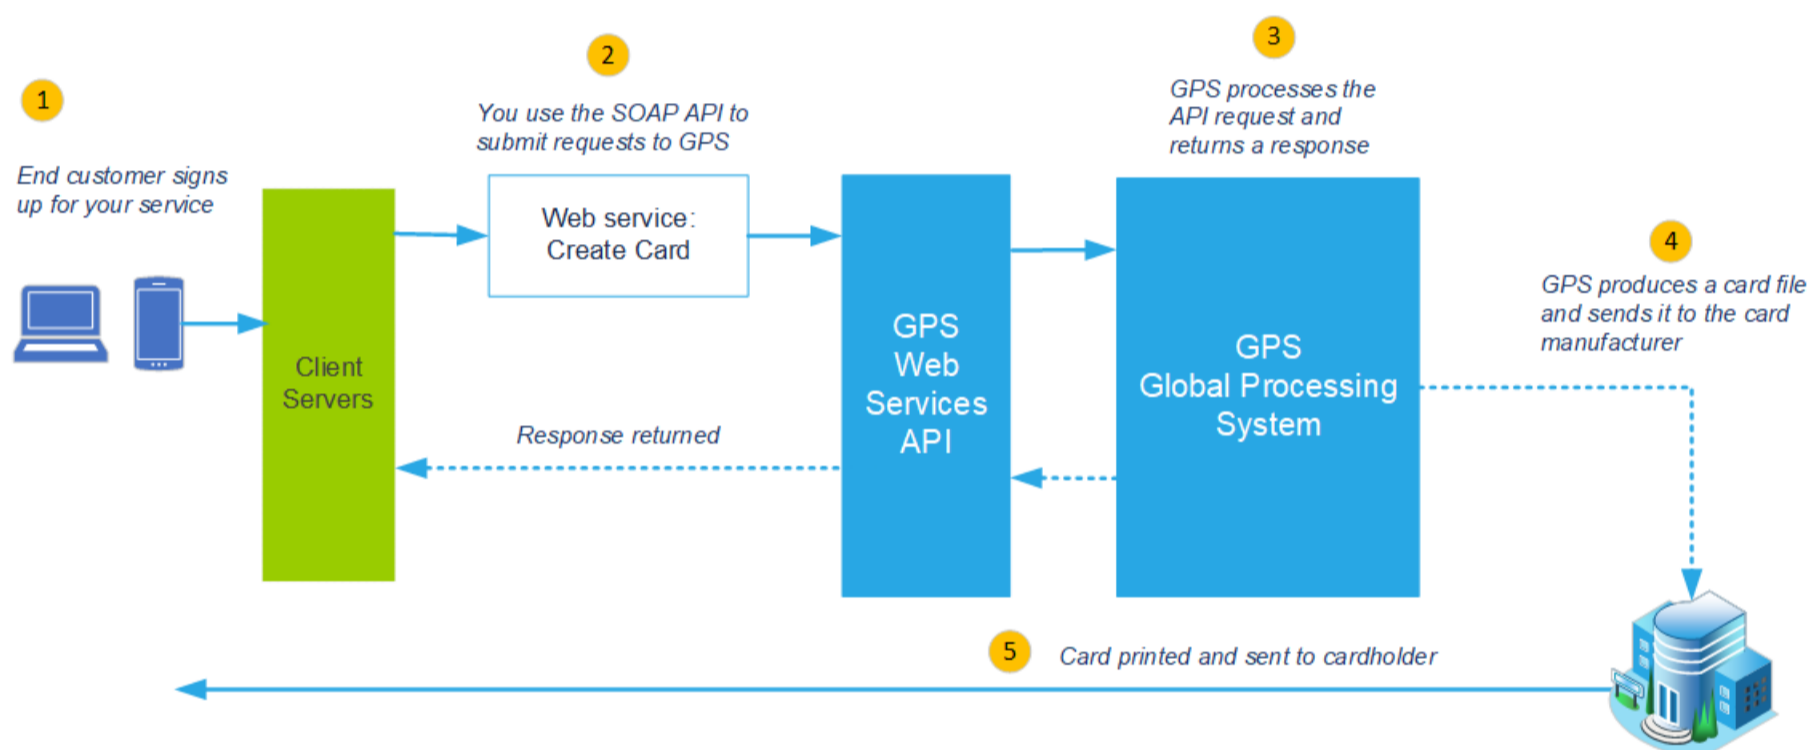 1
End customer signs
up for your service
2
You use the SOAP API to
submit requests to GPS
3
GPS processes the
API request and
returns a response
4
GPS produces a card file
and sends it to the card
manufacturer
Client
Servers
Web service:
Create Card
GPS
Web
Services
API
GPS
Global Processing
System
Response returned
5
Card printed and sent to cardholder